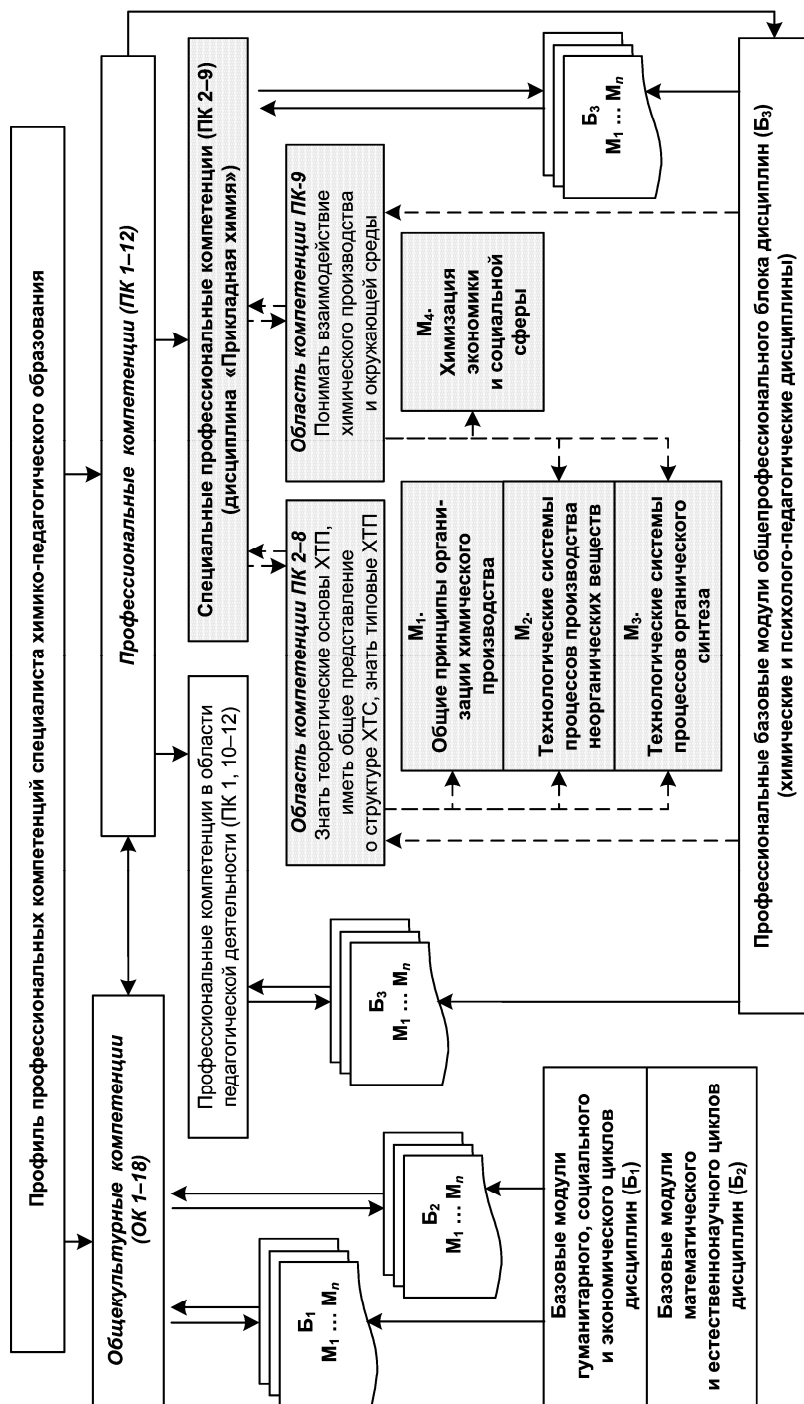 Профиль профессиональных компетенций специалиста химико-педагогического образования
Общекультурные компетенции
(ОК 1–18)
Профессиональные компетенции (ПК 1–12)
Профессиональные компетенции в области
педагогической деятельности (ПК 1, 10–12)
Специальные профессиональные компетенции (ПК 2–9)
(дисциплина «Прикладная химия»)
Область компетенции ПК 2–8
Знать теоретические основы ХТП,
иметь общее представление
о структуре ХТС, знать типовые ХТП
Область компетенции ПК-9
Понимать взаимодействие
химического производства
и окружающей среды
Б₁
М₁ ... Мₙ
Б₂
М₁ ... Мₙ
Б₃
М₁ ... Мₙ
Б₃
М₁ ... Мₙ
М₁.
Общие принципы органи-
зации химического
производства
М₂.
Технологические системы
процессов производства
неорганических веществ
М₃.
Технологические системы
процессов органического
синтеза
М₄.
Химизация
экономики
и социальной
сферы
Базовые модули
гуманитарного, социального
и экономического циклов
дисциплин (Б₁)
Базовые модули
математического
и естественнонаучного циклов
дисциплин (Б₂)
Профессиональные базовые модули общепрофессионального блока дисциплин (Б₃)
(химические и психолого-педагогические дисциплины)